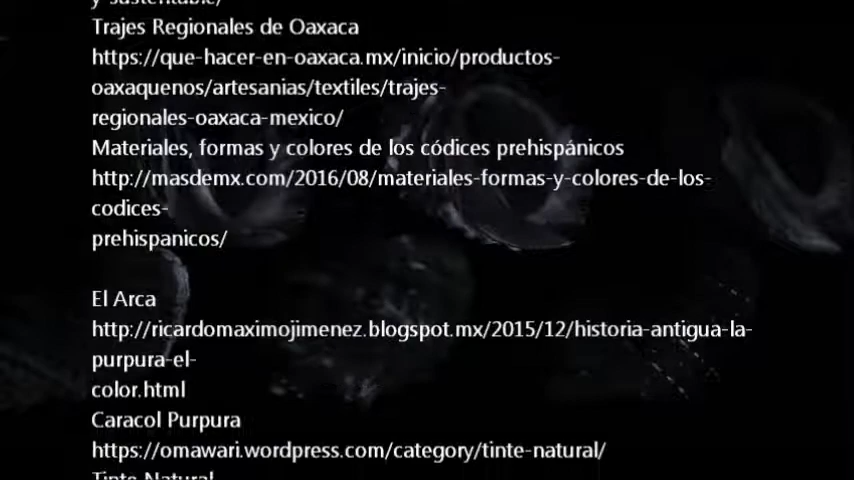 y-sustentable/
Trajes Regionales de Oaxaca
https://que-hacer-en-oaxaca.mx/inicio/productos-
oaxaquenos/artesanias/textiles/trajes-
regionales-oaxaca-mexico/
Materiales, formas y colores de los códices prehispánicos
http://masdemx.com/2016/08/materiales-formas-y-colores-de-los-
codices-
prehispanicos/
El Arca
http://ricardomaximojimenez.blogspot.mx/2015/12/historia-antigua-la-
purpura-el-
color.html
Caracol Purpura
https://omawari.wordpress.com/category/tinte-natural/
Tinte Natural